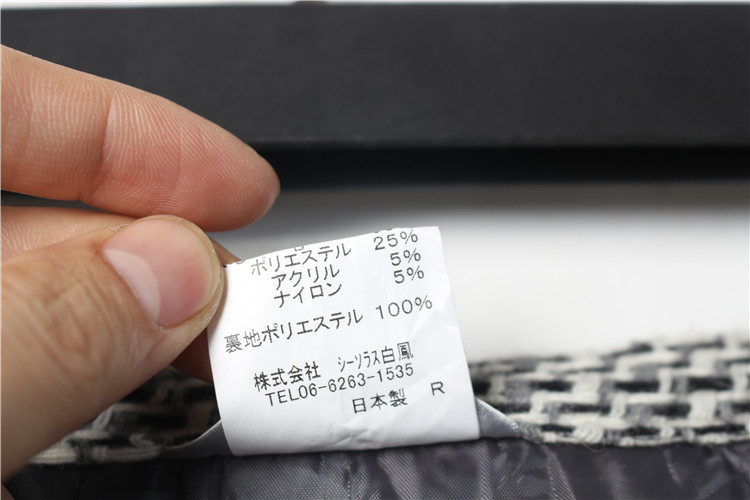 ポリエステル 25%
アクリル 5%
ナイロン 5%
裏地ポリエステル 100%
株式会社 シーソラス白鳳
TEL06-6263-1535
日本製 R